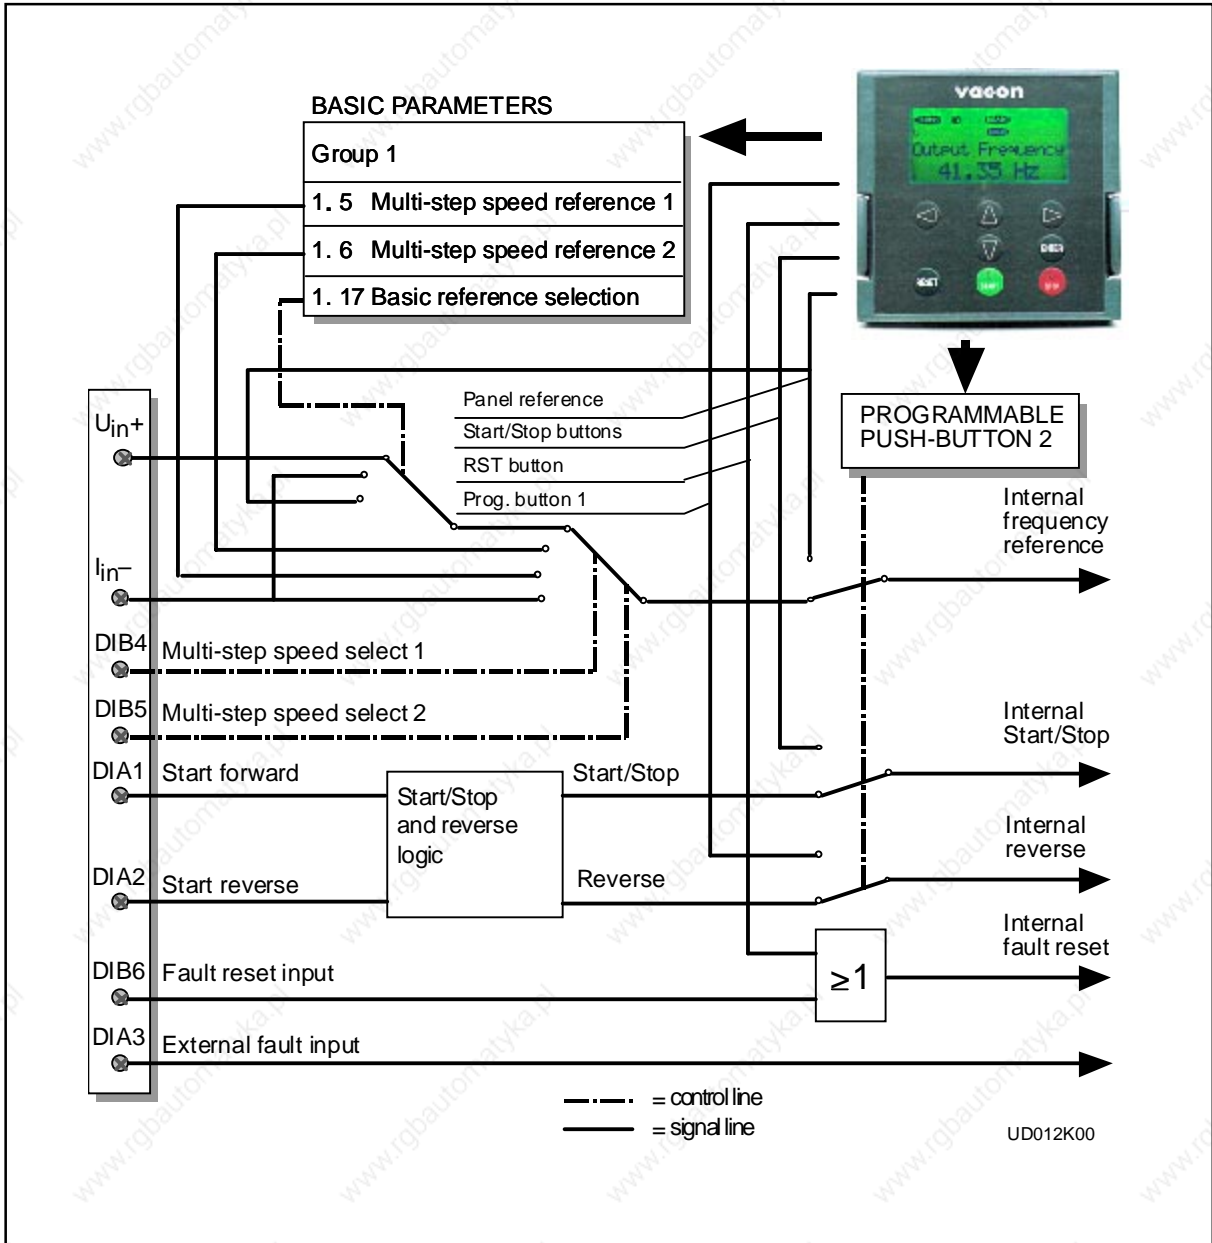 BASIC PARAMETERS
Group 1
1. 5 Multi-step speed reference 1
1. 6 Multi-step speed reference 2
1. 17 Basic reference selection
vacon
Output Frequency
41.35 Hz
RESET
PROGRAMMABLE
PUSH-BUTTON 2
Panel reference
Start/Stop buttons
RST button
Prog. button 1
Uin+
Iin–
DIB4
Multi-step speed select 1
DIB5
Multi-step speed select 2
DIA1
Start forward
DIA2
Start reverse
DIB6
Fault reset input
DIA3
External fault input
Start/Stop
and reverse
logic
Start/Stop
Reverse
≥1
Internal
frequency
reference
Internal
Start/Stop
Internal
reverse
Internal
fault reset
= control line
= signal line
UD012K00
www.rgbautomatyka.pl